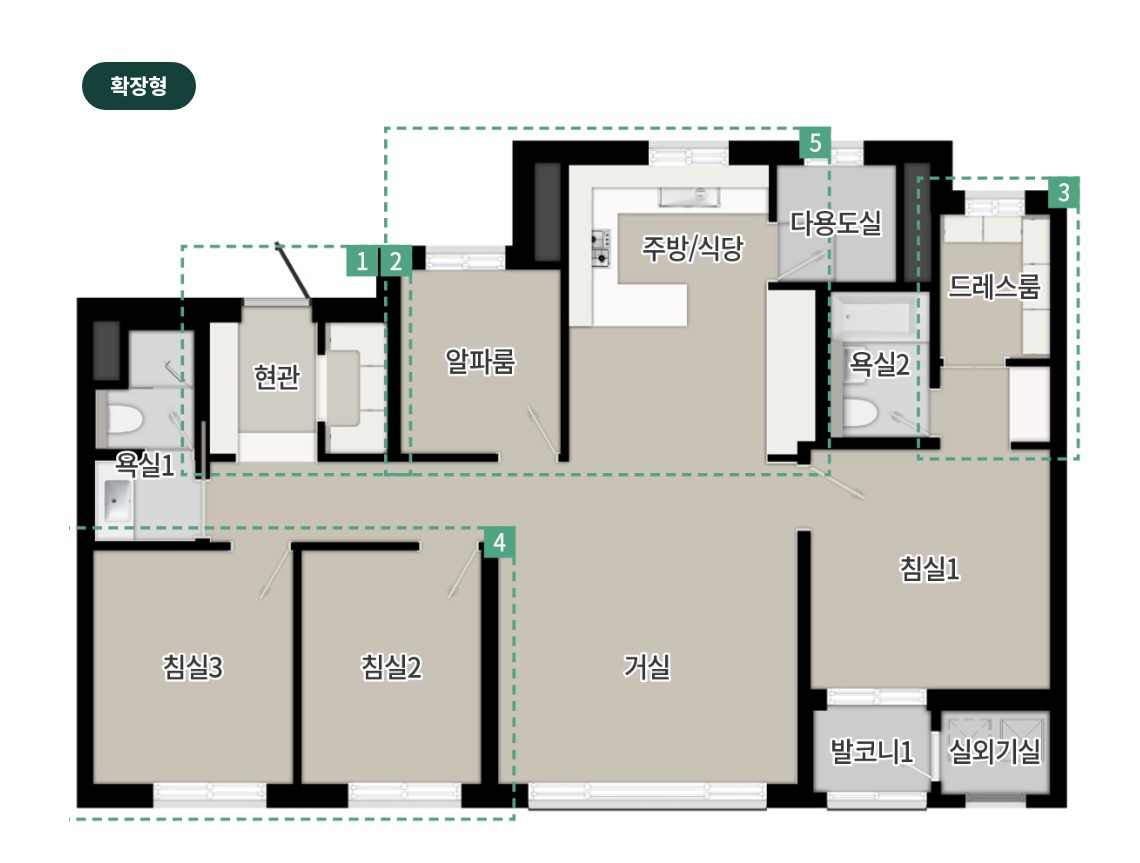 확장형
5
3
다용도실
주방/식당
1
2
드레스룸
알파룸
욕실2
현관
욕실1
4
침실1
침실3
침실2
거실
발코니1
실외기실